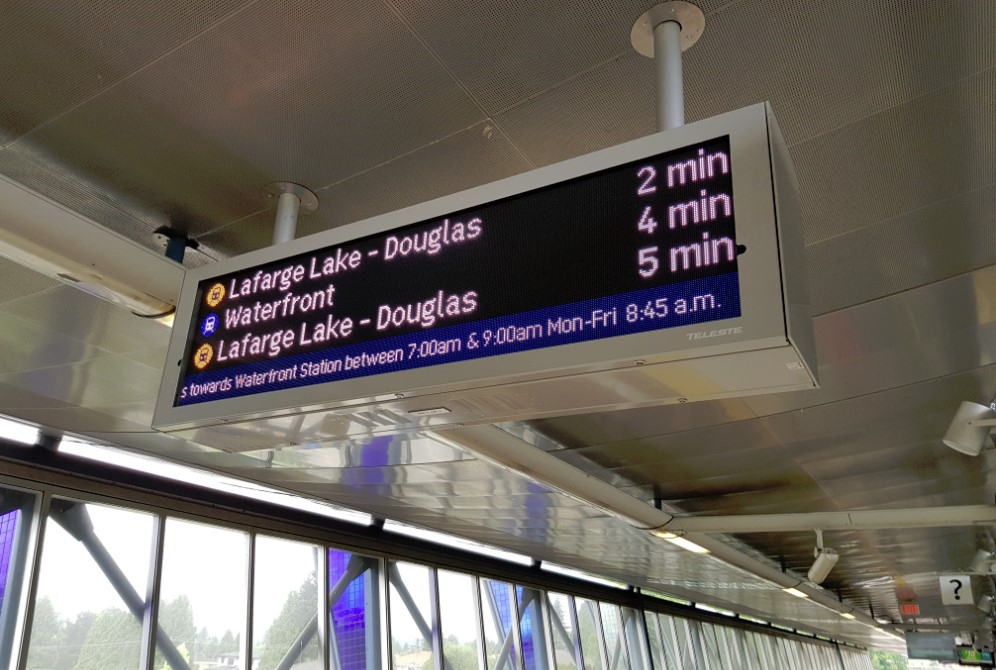 Lafarge Lake - Douglas 2 min
Waterfront 4 min
Lafarge Lake - Douglas 5 min
s towards Waterfront Station between 7:00am & 9:00am Mon-Fri 8:45 a.m.
TELESTE
?